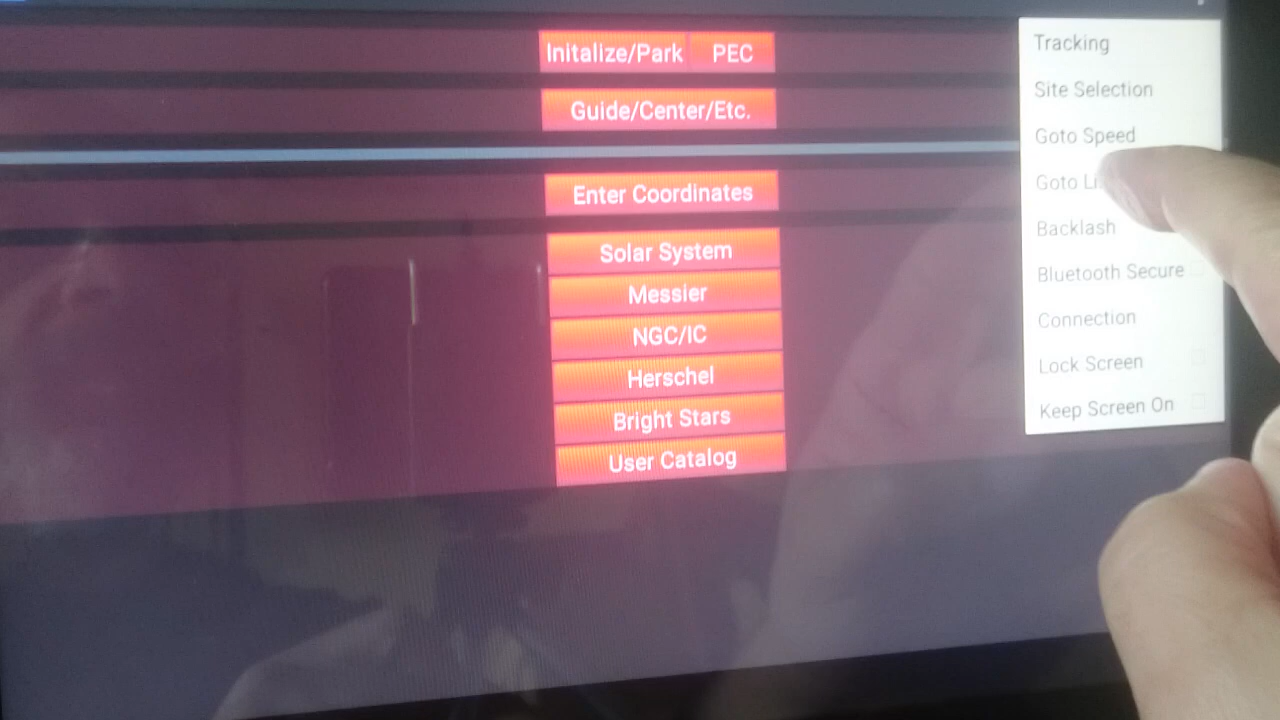 Initalize/Park PEC
Guide/Center/Etc.
Enter Coordinates
Solar System
Messier
NGC/IC
Herschel
Bright Stars
User Catalog
Tracking
Site Selection
Goto Speed
Goto
Backlash
Bluetooth Secure
Connection
Lock Screen
Keep Screen On